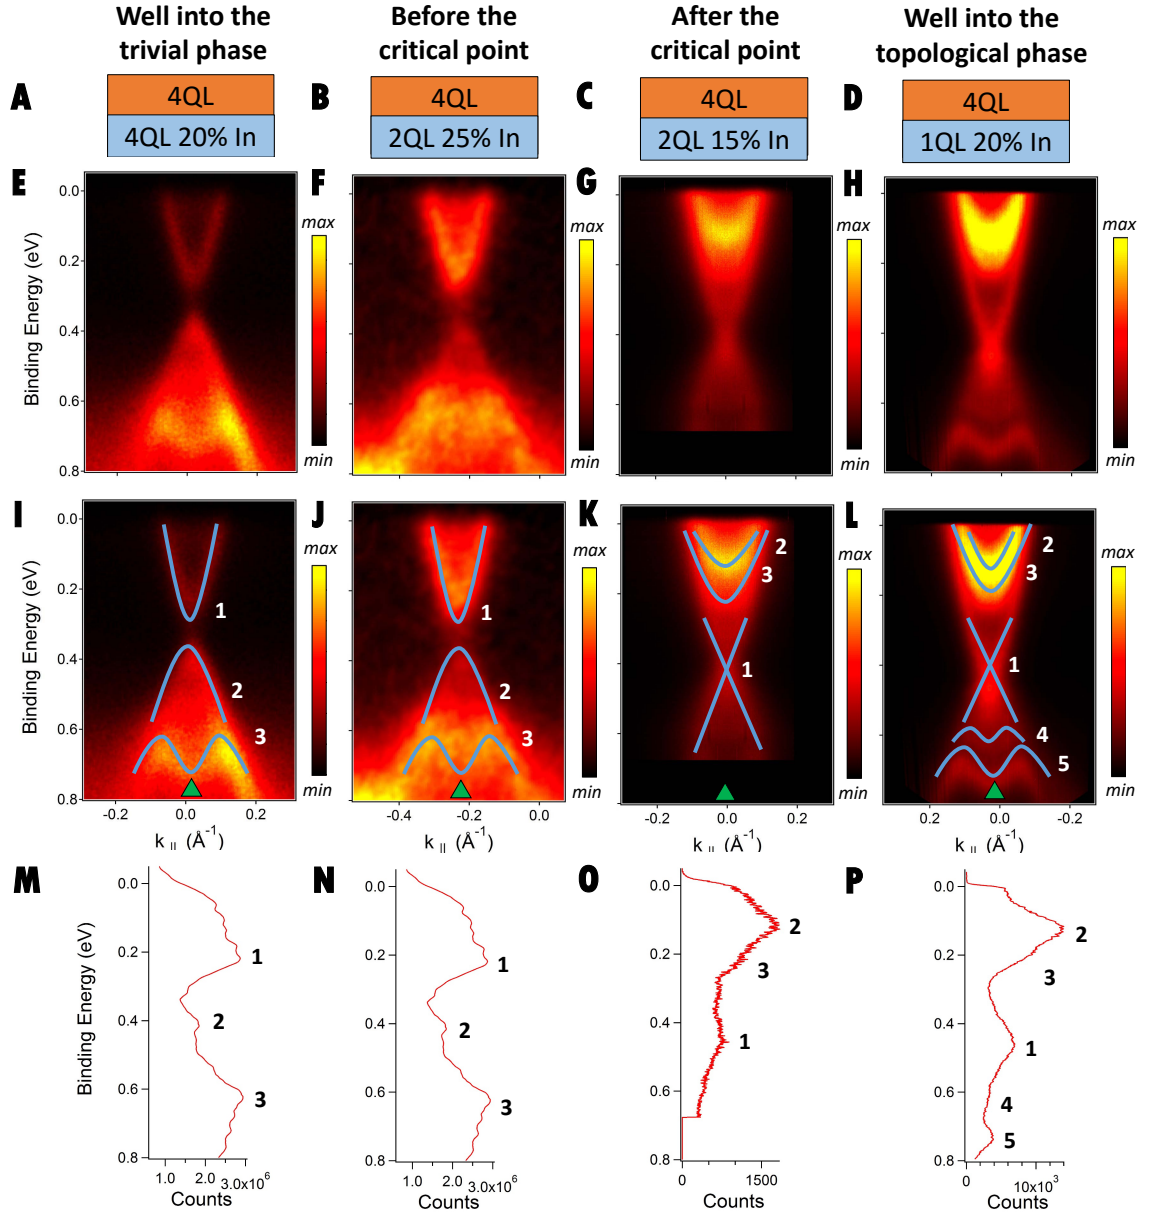 Well into the
trivial phase
Before the
critical point
After the
critical point
Well into the
topological phase
A
4QL
4QL 20% In
B
4QL
2QL 25% In
C
4QL
2QL 15% In
D
4QL
1QL 20% In
E
F
G
H
Binding Energy (eV)
0.0
0.2
0.4
0.6
0.8
max
min
max
min
max
min
max
min
I
J
K
L
Binding Energy (eV)
0.0
0.2
0.4
0.6
0.8
1
2
3
max
min
1
2
3
max
min
2
3
1
max
min
2
3
1
4
5
max
min
-0.2 0.0 0.2
k || (Å-1)
-0.4 -0.2 0.0
k || (Å-1)
-0.2 0.0 0.2
k || (Å-1)
0.2 0.0 -0.2
k || (Å-1)
M
N
O
P
Binding Energy (eV)
0.0
0.2
0.4
0.6
0.8
1
2
3
1.0 2.0 3.0x10⁶
Counts
0.0
0.2
0.4
0.6
0.8
1
2
3
1.0 2.0 3.0x10⁶
Counts
0.0
0.2
0.4
0.6
0.8
2
3
1
0 1500
Counts
0.0
0.2
0.4
0.6
0.8
2
3
1
4
5
0 10x10³
Counts